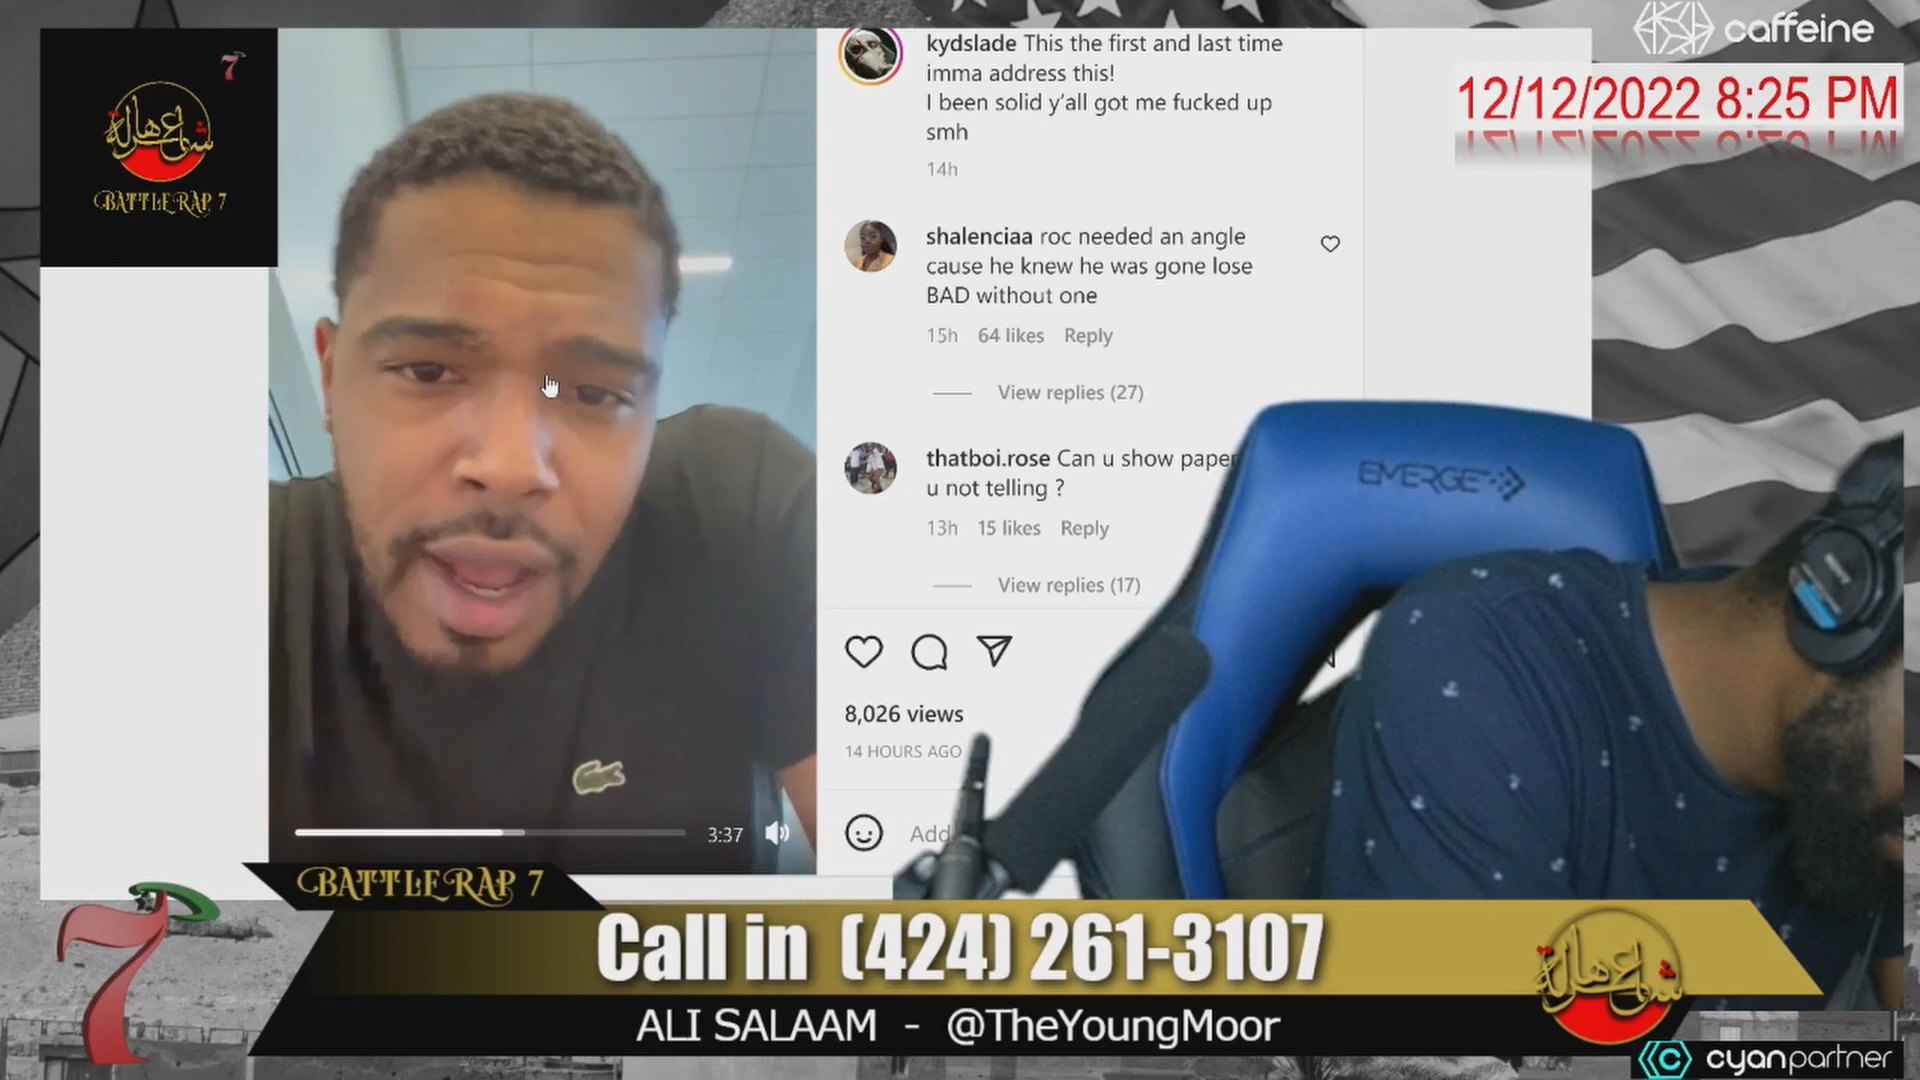 caffeine
12/12/2022 8:25 PM
7
BATTLE RAP 7
kydslade This the first and last time
imma address this!
I been solid y'all got me fucked up
smh
14h
shalenciaa roc needed an angle
cause he knew he was gone lose
BAD without one
15h 64 likes Reply
View replies (27)
thatboi.rose Can u show paper
u not telling ?
13h 15 likes Reply
View replies (17)
EMERGE
8,026 views
14 HOURS AGO
3:37
Add
BATTLE RAP 7
7
Call in (424) 261-3107
ALI SALAAM - @TheYoungMoor
cyanpartner